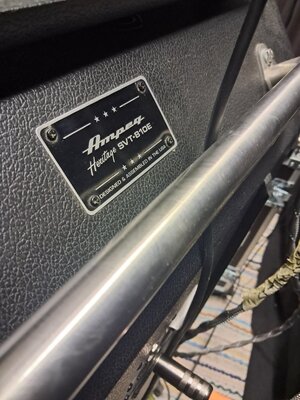 Ampeg
Heritage SVT-810E
DESIGNED & ASSEMBLED IN THE USA